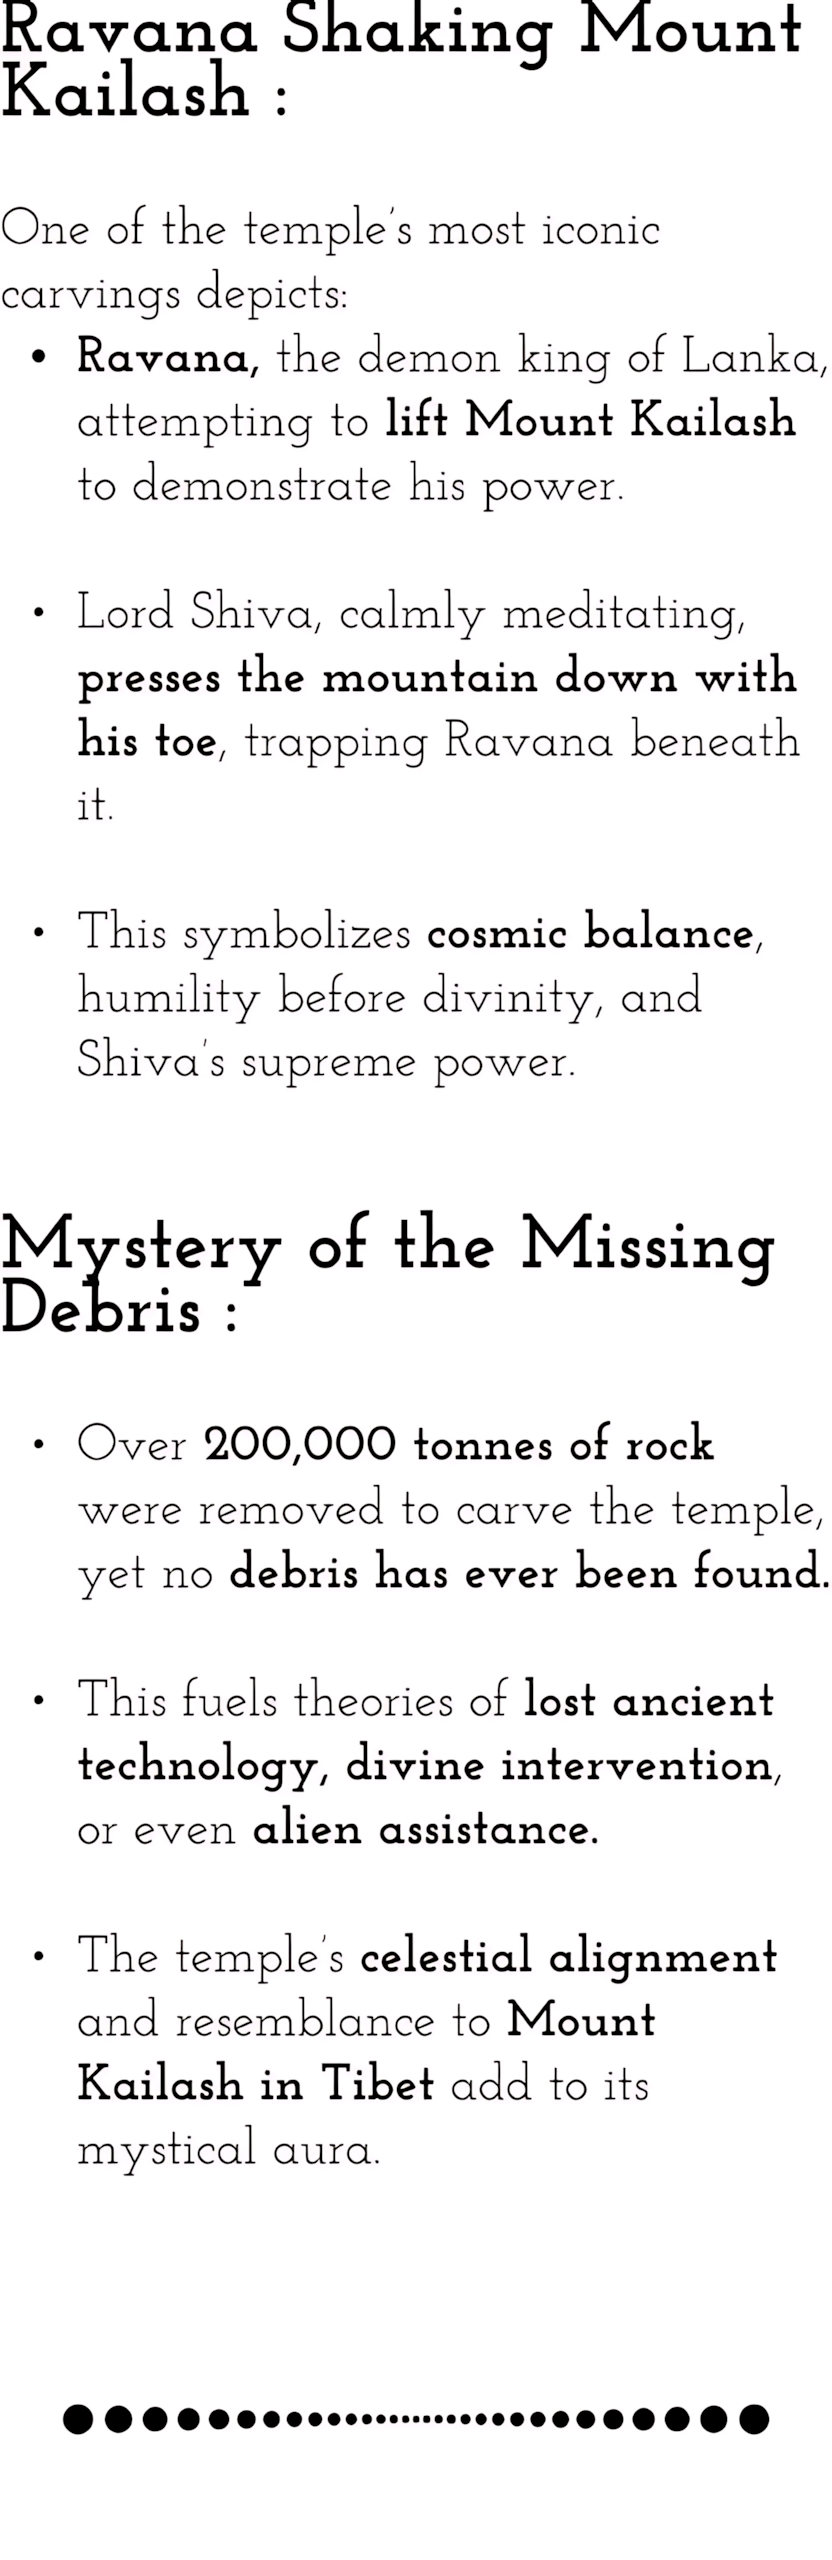 Ravana Shaking Mount
Kailash :
One of the temple's most iconic
carvings depicts:
• Ravana, the demon king of Lanka,
attempting to lift Mount Kailash
to demonstrate his power.
• Lord Shiva, calmly meditating,
presses the mountain down with
his toe, trapping Ravana beneath
it.
• This symbolizes cosmic balance,
humility before divinity, and
Shiva's supreme power.
Mystery of the Missing
Debris :
• Over 200,000 tonnes of rock
were removed to carve the temple,
yet no debris has ever been found.
• This fuels theories of lost ancient
technology, divine intervention,
or even alien assistance.
• The temple's celestial alignment
and resemblance to Mount
Kailash in Tibet add to its
mystical aura.